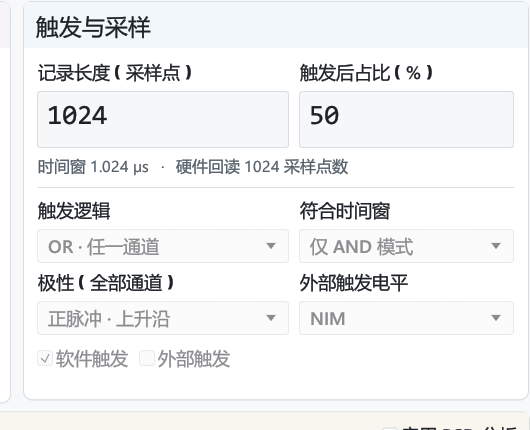 触发与采样
记录长度（采样点） 触发后占比（%）
1024 50
时间窗 1.024 µs · 硬件回读 1024 采样点数
触发逻辑 符合时间窗
OR · 任一通道 仅 AND 模式
极性（全部通道） 外部触发电平
正脉冲 · 上升沿 NIM
软件触发 外部触发